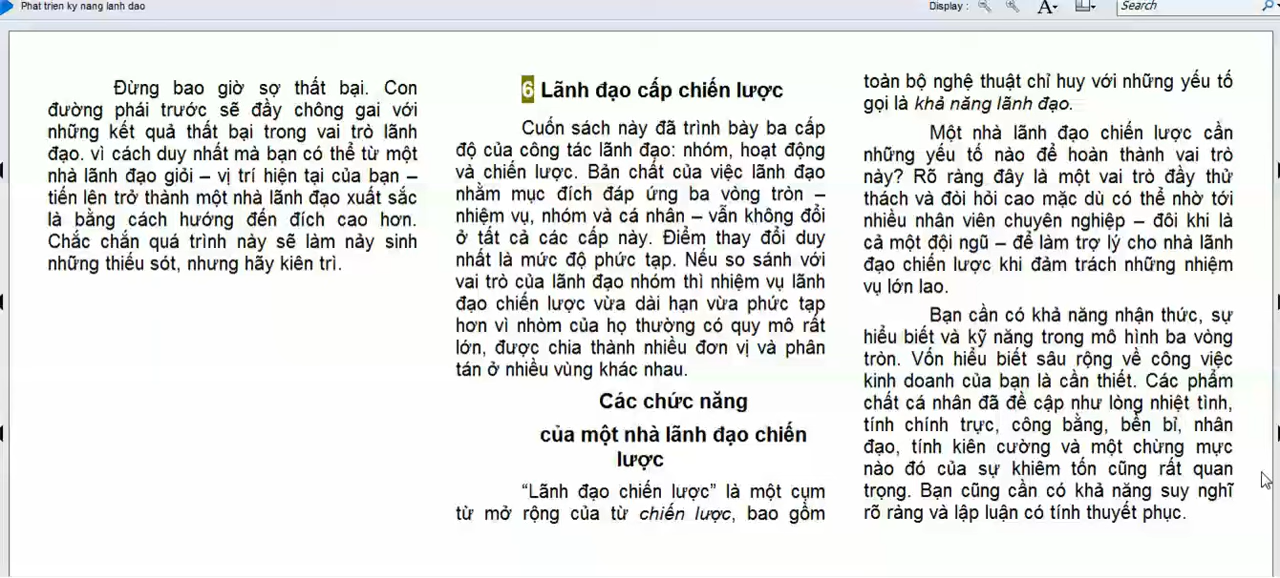 Phat trien ky nang lanh dao
Display :
A
Search
Đừng bao giờ sợ thất bại. Con
đường phái trước sẽ đầy chông gai với
những kết quả thất bại trong vai trò lãnh
đạo. vì cách duy nhất mà bạn có thể từ một
nhà lãnh đạo giỏi – vị trí hiện tại của bạn –
tiến lên trở thành một nhà lãnh đạo xuất sắc
là bằng cách hướng đến đích cao hơn.
Chắc chắn quá trình này sẽ làm nảy sinh
những thiếu sót, nhưng hãy kiên trì.
6 Lãnh đạo cấp chiến lược
Cuốn sách này đã trình bày ba cấp
độ của công tác lãnh đạo: nhóm, hoạt động
và chiến lược. Bản chất của việc lãnh đạo
nhằm mục đích đáp ứng ba vòng tròn –
nhiệm vụ, nhóm và cá nhân – vẫn không đổi
ở tất cả các cấp này. Điểm thay đổi duy
nhất là mức độ phức tạp. Nếu so sánh với
vai trò của lãnh đạo nhóm thì nhiệm vụ lãnh
đạo chiến lược vừa dài hạn vừa phức tạp
hơn vì nhòm của họ thường có quy mô rất
lớn, được chia thành nhiều đơn vị và phân
tán ở nhiều vùng khác nhau.
Các chức năng
của một nhà lãnh đạo chiến
lược
“Lãnh đạo chiến lược” là một cụm
từ mở rộng của từ chiến lược, bao gồm
toàn bộ nghệ thuật chỉ huy với những yếu tố
gọi là khả năng lãnh đạo.
Một nhà lãnh đạo chiến lược cần
những yếu tố nào để hoàn thành vai trò
này? Rõ ràng đây là một vai trò đầy thử
thách và đòi hỏi cao mặc dù có thể nhờ tới
nhiều nhân viên chuyên nghiệp – đôi khi là
cả một đội ngũ – để làm trợ lý cho nhà lãnh
đạo chiến lược khi đảm trách những nhiệm
vụ lớn lao.
Bạn cần có khả năng nhận thức, sự
hiểu biết và kỹ năng trong mô hình ba vòng
tròn. Vốn hiểu biết sâu rộng về công việc
kinh doanh của bạn là cần thiết. Các phẩm
chất cá nhân đã đề cập như lòng nhiệt tình,
tính chính trực, công bằng, bền bỉ, nhân
đạo, tính kiên cường và một chừng mực
nào đó của sự khiêm tốn cũng rất quan
trọng. Bạn cũng cần có khả năng suy nghĩ
rõ ràng và lập luận có tính thuyết phục.